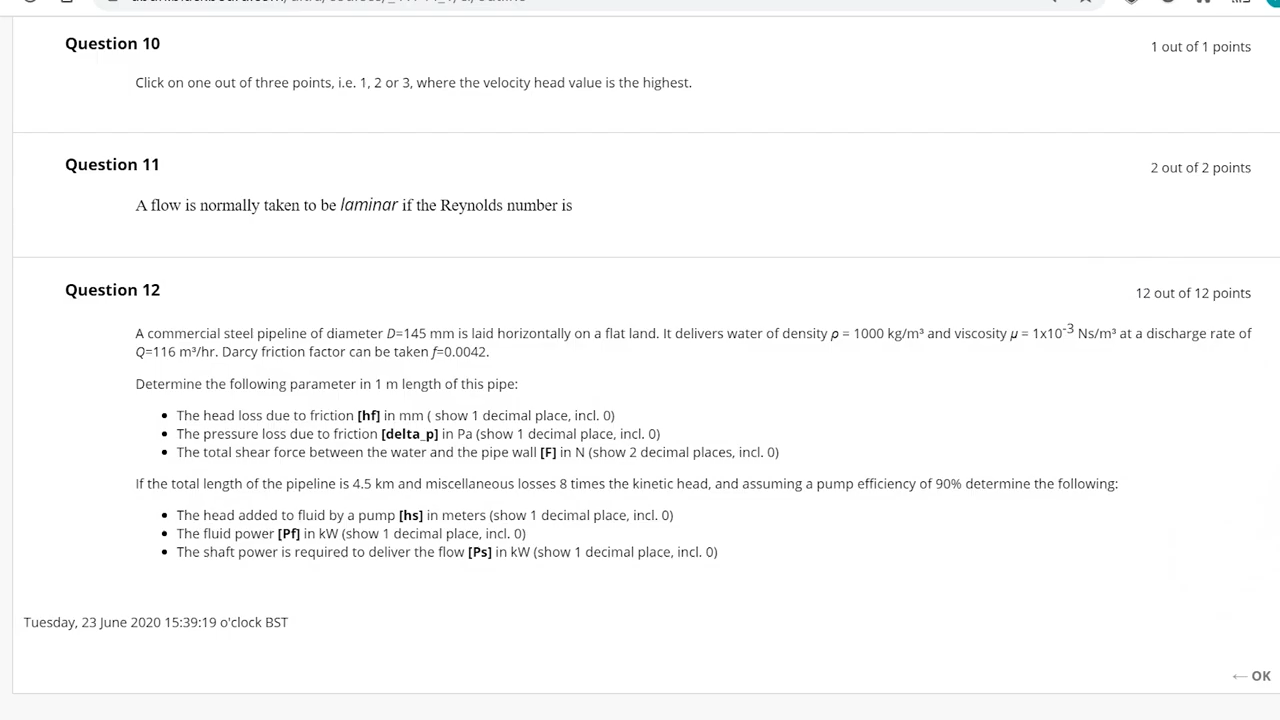 Question 10
1 out of 1 points
Click on one out of three points, i.e. 1, 2 or 3, where the velocity head value is the highest.
Question 11
2 out of 2 points
A flow is normally taken to be laminar if the Reynolds number is
Question 12
12 out of 12 points
A commercial steel pipeline of diameter D=145 mm is laid horizontally on a flat land. It delivers water of density ρ = 1000 kg/m³ and viscosity μ = 1x10⁻³ Ns/m³ at a discharge rate of
Q=116 m³/hr. Darcy friction factor can be taken f=0.0042.
Determine the following parameter in 1 m length of this pipe:
• The head loss due to friction [hf] in mm ( show 1 decimal place, incl. 0)
• The pressure loss due to friction [delta_p] in Pa (show 1 decimal place, incl. 0)
• The total shear force between the water and the pipe wall [F] in N (show 2 decimal places, incl. 0)
If the total length of the pipeline is 4.5 km and miscellaneous losses 8 times the kinetic head, and assuming a pump efficiency of 90% determine the following:
• The head added to fluid by a pump [hs] in meters (show 1 decimal place, incl. 0)
• The fluid power [Pf] in kW (show 1 decimal place, incl. 0)
• The shaft power is required to deliver the flow [Ps] in kW (show 1 decimal place, incl. 0)
Tuesday, 23 June 2020 15:39:19 o'clock BST
← OK